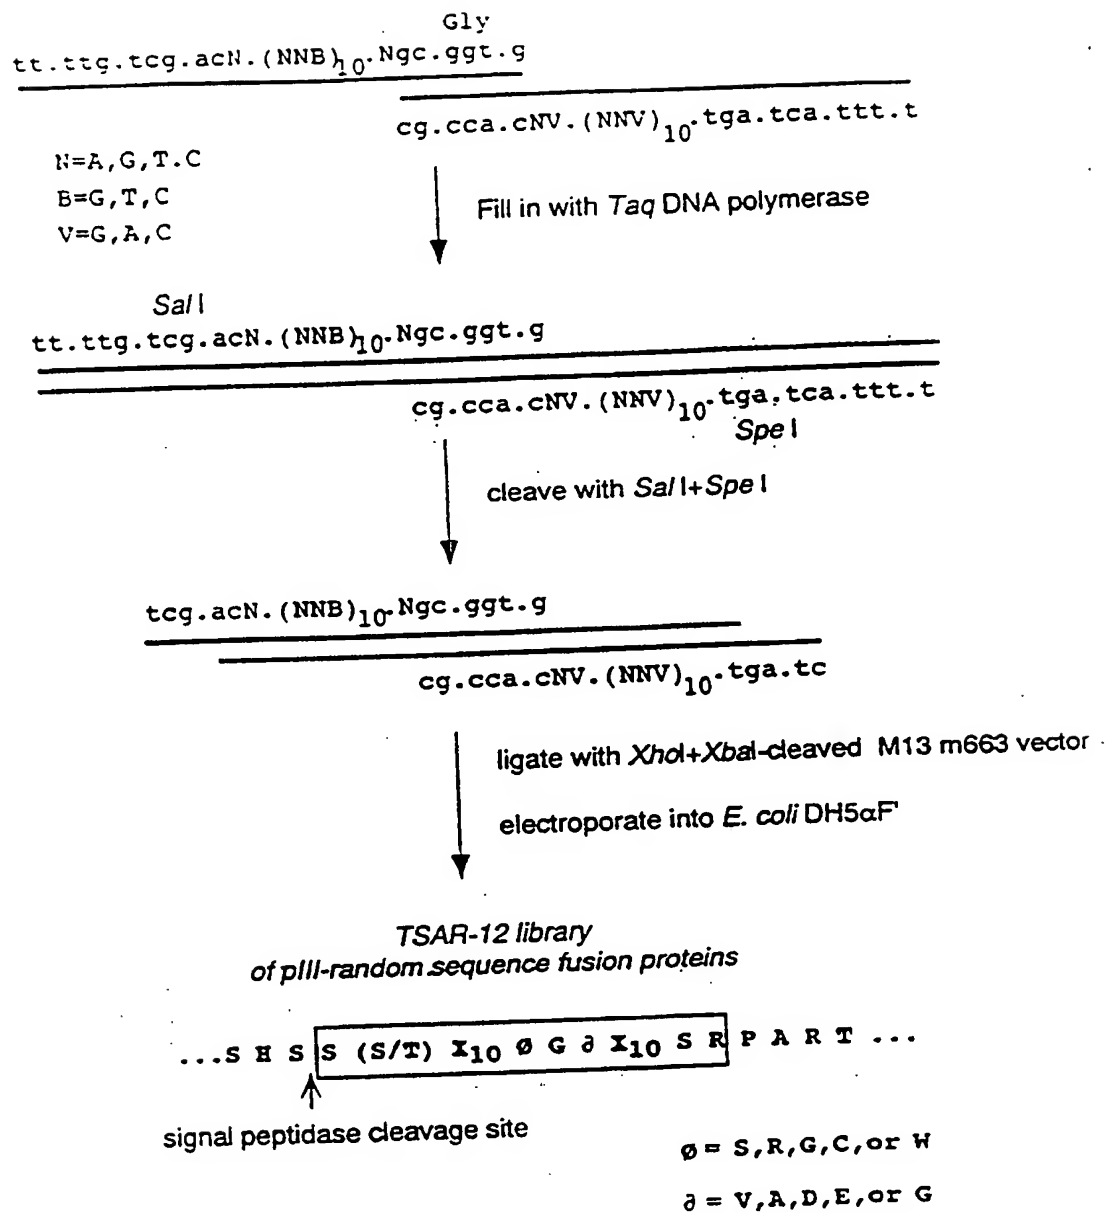 Gly
tt.ttg.tcg.acN.(NNB)10.Ngc.ggt.g
cg.cca.cNV.(NNV)10.tga.tca.ttt.t
N=A,G,T.C
B=G,T,C
V=G,A,C
Fill in with Taq DNA polymerase
Sal I
tt.ttg.tcg.acN.(NNB)10.Ngc.ggt.g
cg.cca.cNV.(NNV)10.tga.tca.ttt.t
Spe I
cleave with Sal I+Spe I
tcg.acN.(NNB)10.Ngc.ggt.g
cg.cca.cNV.(NNV)10.tga.tc
ligate with XhoI+XbaI-cleaved M13 m663 vector
electroporate into E. coli DH5αF'
TSAR-12 library
of pIII-random sequence fusion proteins
...S H S S (S/T) X10 ø G ∂ X10 S R P A R T ...
signal peptidase cleavage site
ø = S,R,G,C,or W
∂ = V,A,D,E,or G